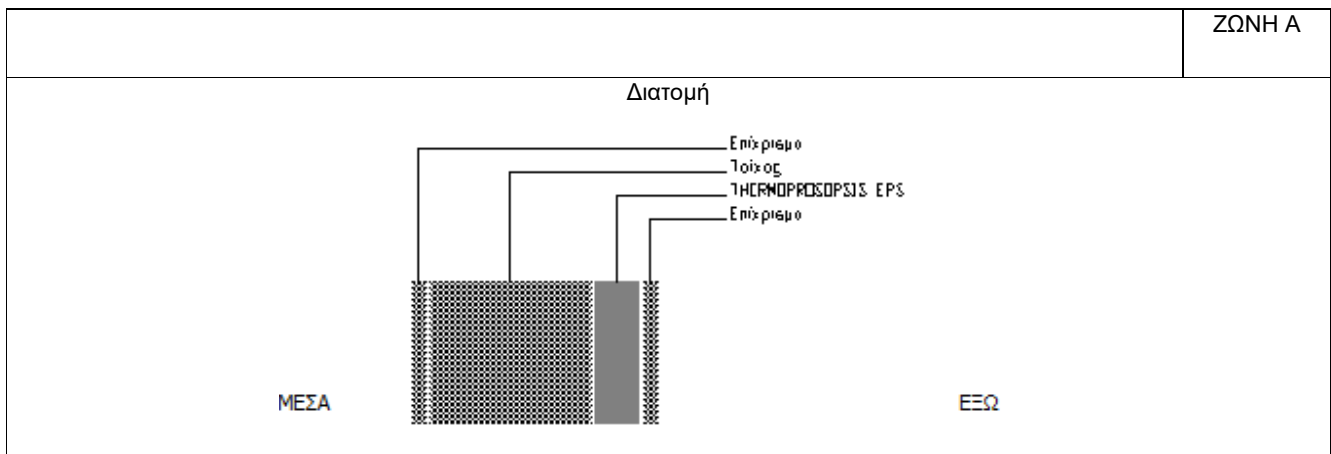 ΖΩΝΗ Α
Διατομή
Επίχρισμα
Τοίχος
THERMOPROSOPSIS EPS
Επίχρισμα
ΜΕΣΑ
ΕΞΩ